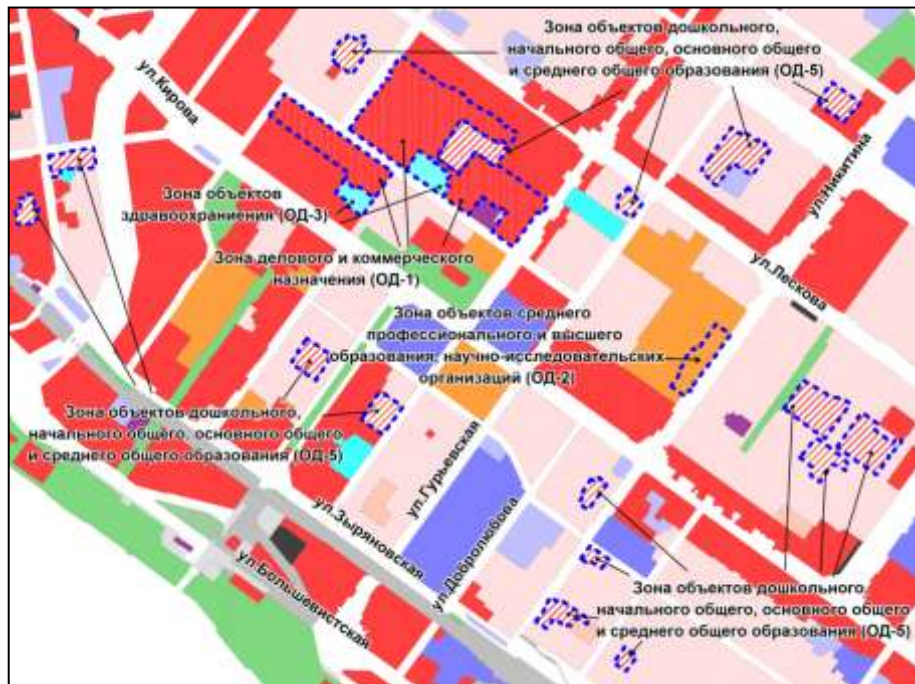 Зона объектов дошкольного,
начального общего, основного общего
и среднего общего образования (ОД-5)
ул.Кирова
ул.Никитина
Зона объектов
здравоохраниения (ОД-3)
ул.Лескова
Зона делового и коммерческого
назначения (ОД-1)
Зона объектов среднего
профессионального и высшего
образования, научно-исследовательских
организаций (ОД-2)
Зона объектов дошкольного,
начального общего, основного общего
и среднего общего образования (ОД-5)
ул.Гурьевская
ул.Зыряновская
ул.Добролюбова
ул.Большевистская
Зона объектов дошкольного,
начального общего, основного общего
и среднего общего образования (ОД-5)